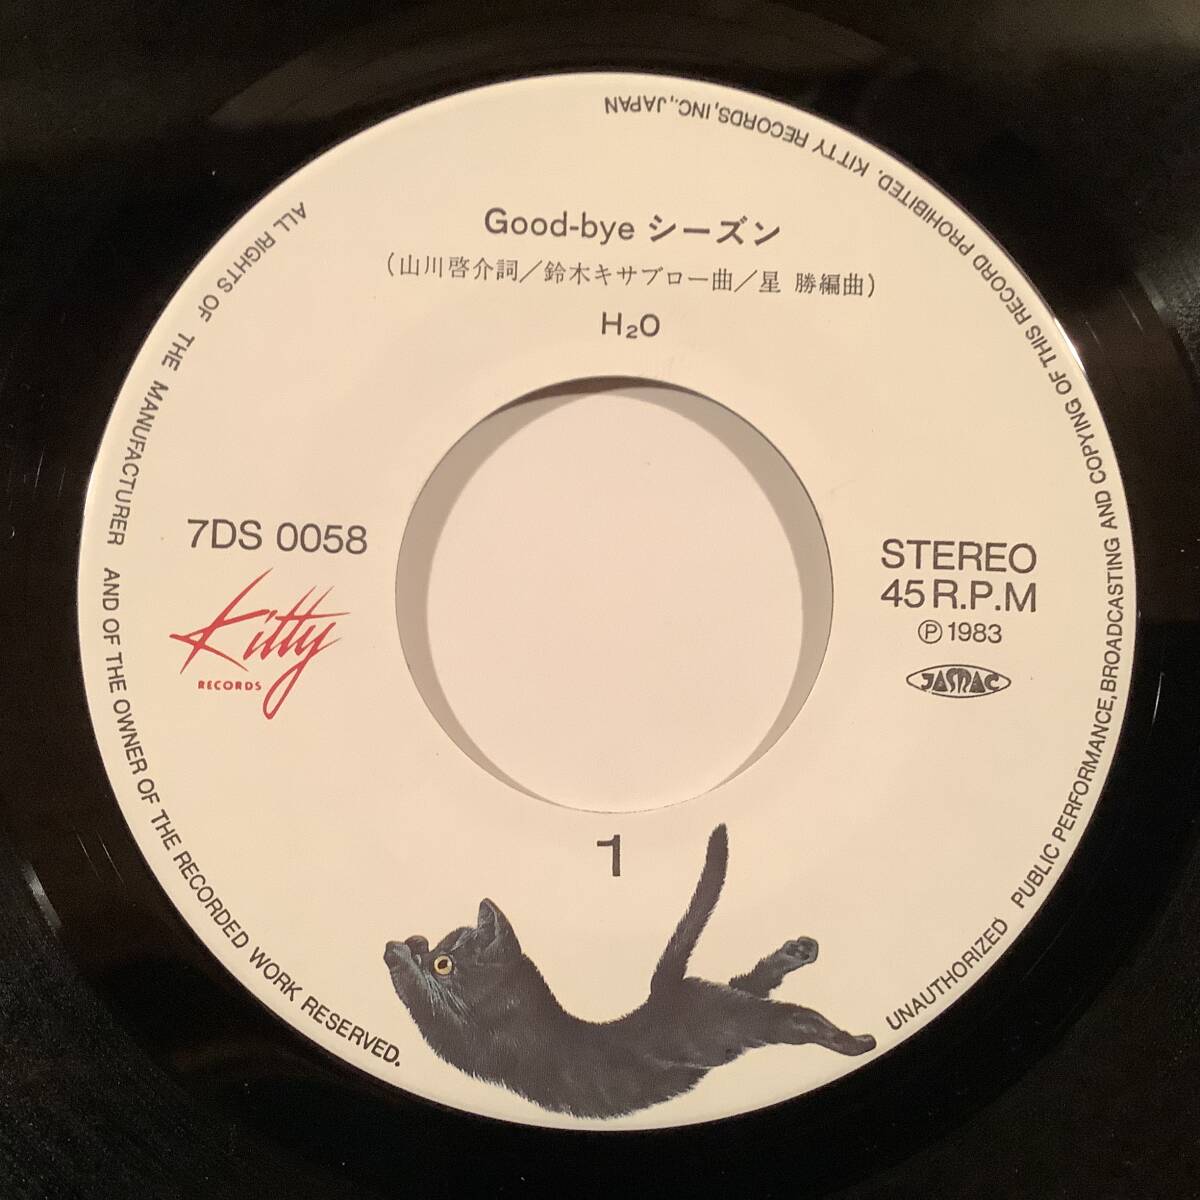 Good-bye シーズン
（山川啓介詞／鈴木キサブロー曲／星 勝編曲）
H₂O
7DS 0058
Kitty
RECORDS
STEREO
45 R.P.M
Ⓟ 1983
JASRAC
1
ALL RIGHTS OF THE MANUFACTURER AND OF THE OWNER OF THE RECORDED WORK RESERVED.
UNAUTHORIZED PUBLIC PERFORMANCE, BROADCASTING AND COPYING OF THIS RECORD PROHIBITED. KITTY RECORDS, INC., JAPAN